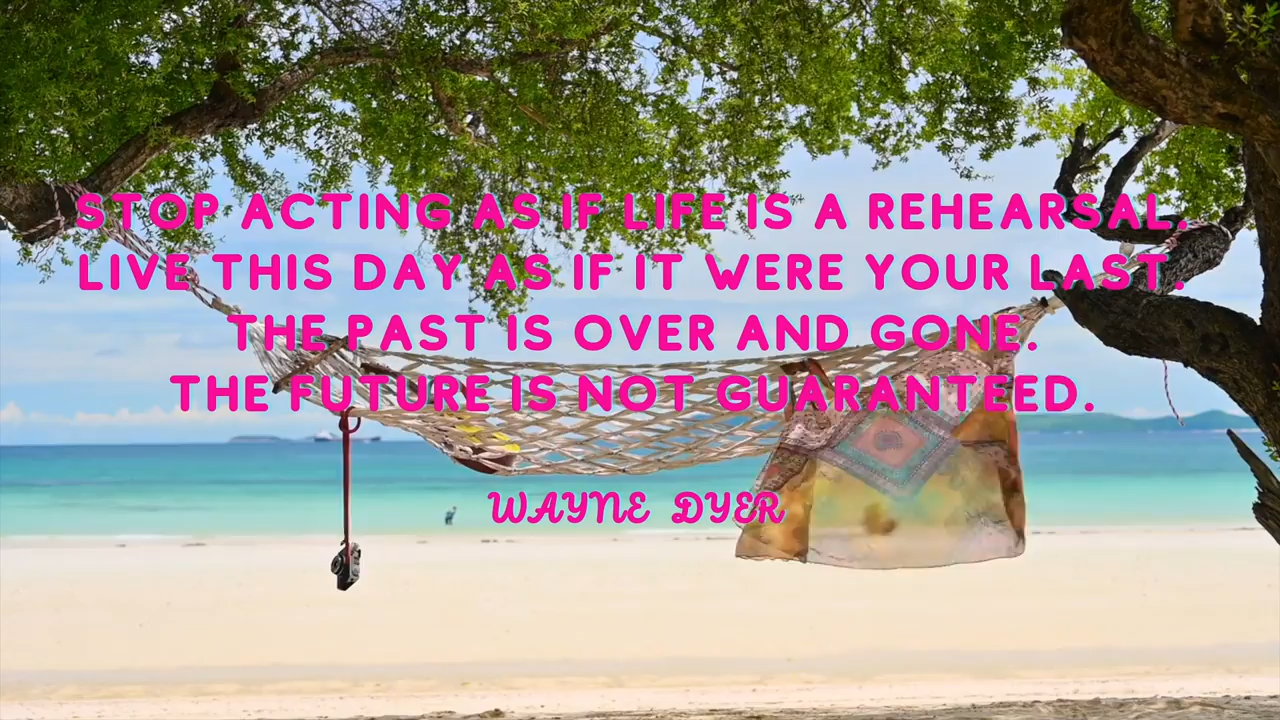 STOP ACTING AS IF LIFE IS A REHEARSAL.
LIVE THIS DAY AS IF IT WERE YOUR LAST.
THE PAST IS OVER AND GONE.
THE FUTURE IS NOT GUARANTEED.
WAYNE DYER